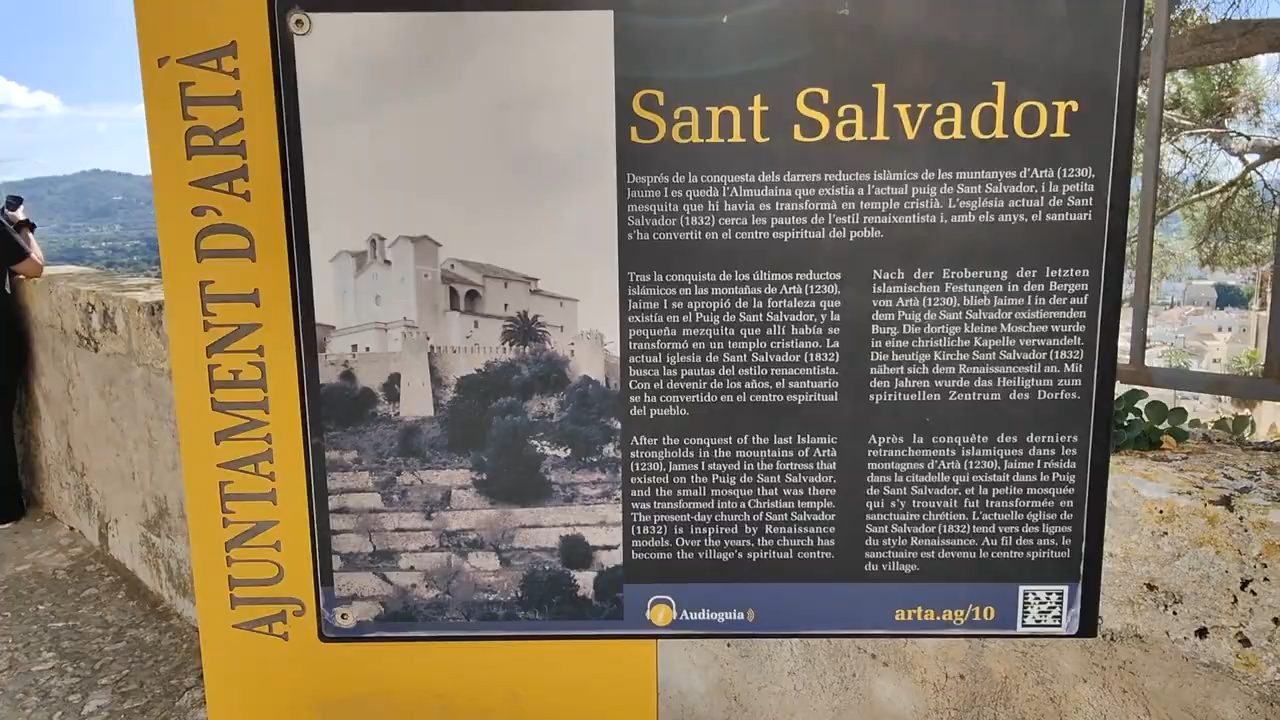 AJUNTAMENT D'ARTÀ
Sant Salvador
Després de la conquesta dels darrers reductes islàmics de les muntanyes d'Artà (1230),
Jaume I es quedà l'Almudaina que existia a l'actual puig de Sant Salvador, i la petita
mesquita que hi havia es transformà en temple cristià. L'església actual de Sant
Salvador (1832) cerca les pautes de l'estil renaixentista i, amb els anys, el santuari
s'ha convertit en el centre espiritual del poble.
Tras la conquista de los últimos reductos
islámicos en las montañas de Artà (1230),
Jaime I se apropió de la fortaleza que
existía en el Puig de Sant Salvador, y la
pequeña mezquita que allí había se
transformó en un templo cristiano. La
actual iglesia de Sant Salvador (1832)
busca las pautas del estilo renacentista.
Con el devenir de los años, el santuario
se ha convertido en el centro espiritual
del pueblo.
Nach der Eroberung der letzten
islamischen Festungen in den Bergen
von Artà (1230), blieb Jaime I in der auf
dem Puig de Sant Salvador existierenden
Burg. Die dortige kleine Moschee wurde
in eine christliche Kapelle verwandelt.
Die heutige Kirche Sant Salvador (1832)
nähert sich dem Renaissancestil an. Mit
den Jahren wurde das Heiligtum zum
spirituellen Zentrum des Dorfes.
After the conquest of the last Islamic
strongholds in the mountains of Artà
(1230), James I stayed in the fortress that
existed on the Puig de Sant Salvador,
and the small mosque that was there
was transformed into a Christian temple.
The present-day church of Sant Salvador
(1832) is inspired by Renaissance
models. Over the years, the church has
become the village's spiritual centre.
Après la conquête des derniers
retranchements islamiques dans les
montagnes d'Artà (1230), Jaime I résida
dans la citadelle qui existait dans le Puig
de Sant Salvador, et la petite mosquée
qui s'y trouvait fut transformée en
sanctuaire chrétien. L'actuelle église de
Sant Salvador (1832) tend vers des lignes
du style Renaissance. Au fil des ans, le
sanctuaire est devenu le centre spirituel
du village.
i Audioguia
arta.ag/10